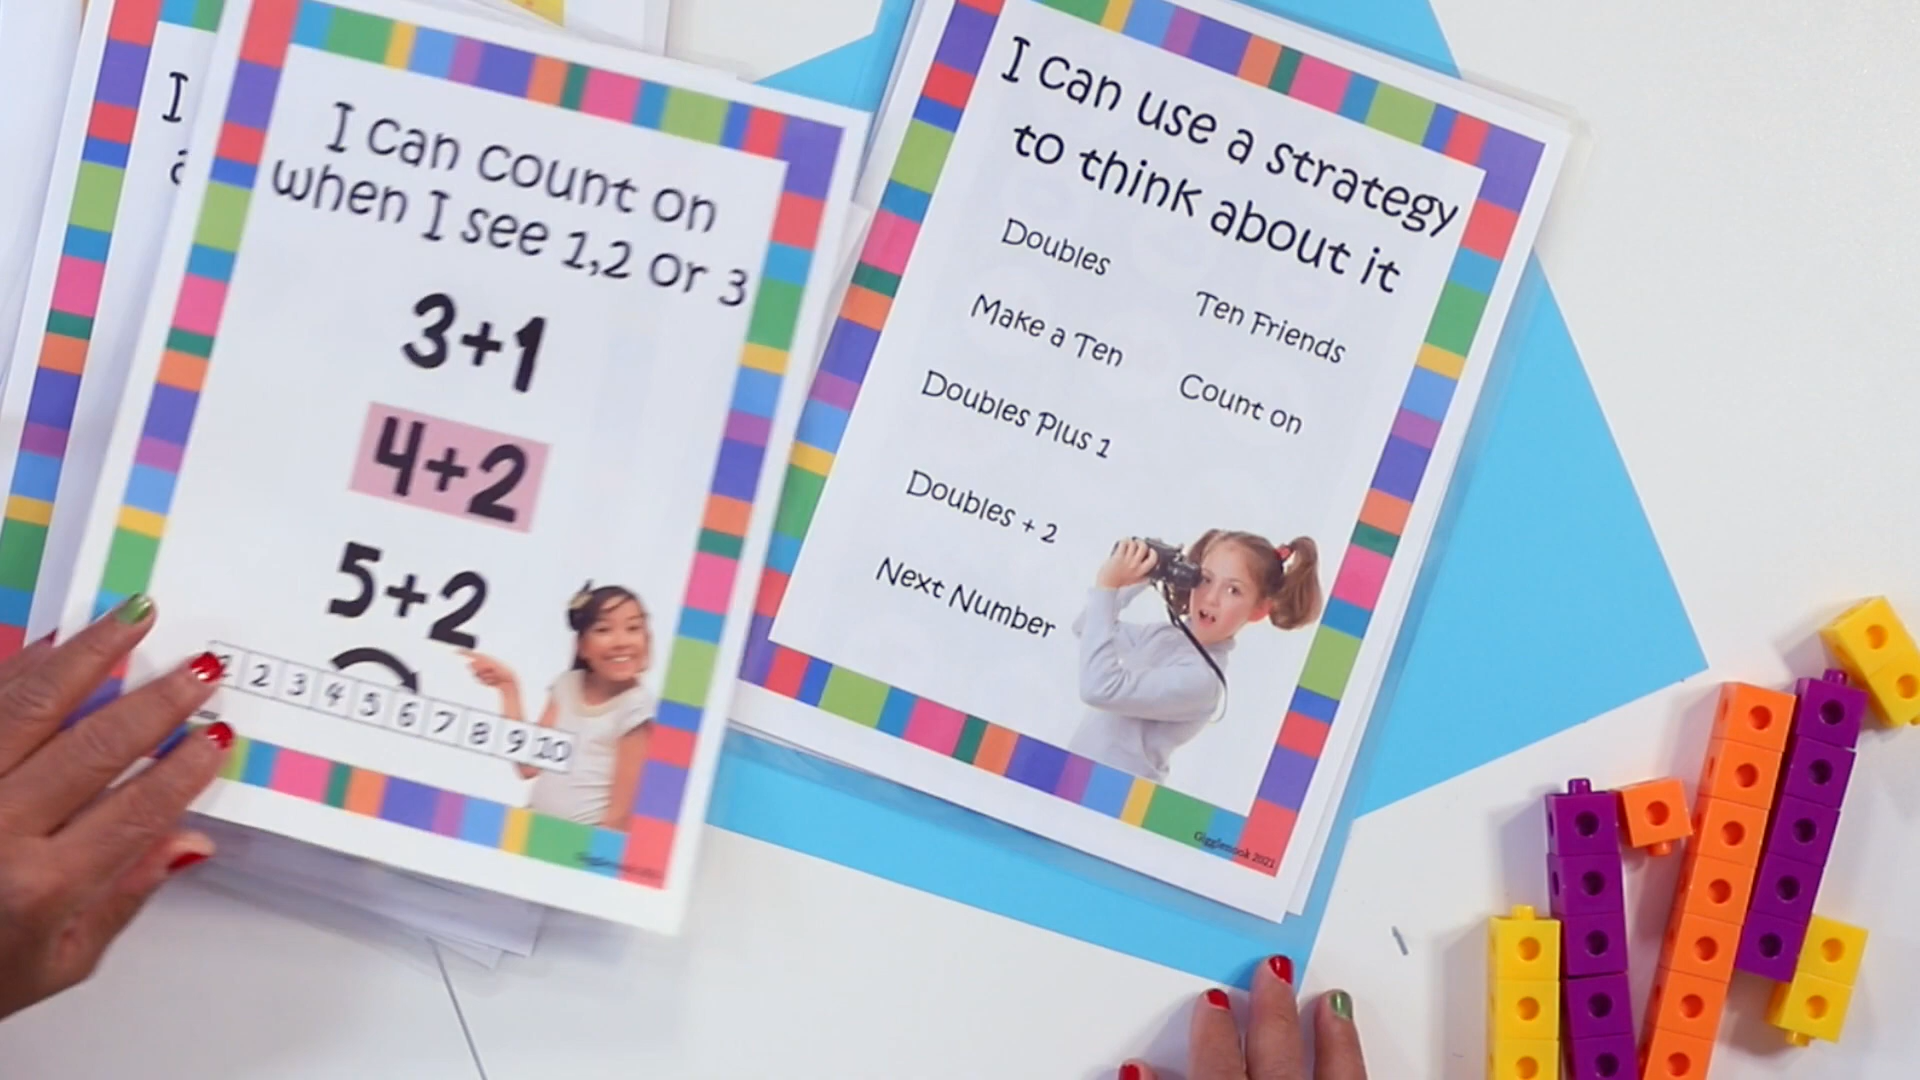 I
I can count on
when I see 1,2 or 3
3+1
4+2
5+2
1 2 3 4 5 6 7 8 9 10
I can use a strategy
to think about it
Doubles
Ten Friends
Make a Ten
Count on
Doubles Plus 1
Doubles + 2
Next Number
Gigglenook 2021